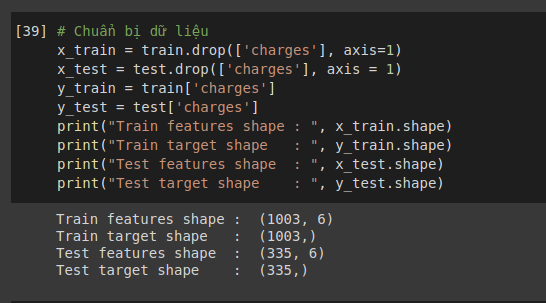 [39] # Chuẩn bị dữ liệu
x_train = train.drop(['charges'], axis=1)
x_test = test.drop(['charges'], axis = 1)
y_train = train['charges']
y_test = test['charges']
print("Train features shape : ", x_train.shape)
print("Train target shape   : ", y_train.shape)
print("Test features shape  : ", x_test.shape)
print("Test target shape    : ", y_test.shape)
Train features shape :  (1003, 6)
Train target shape   :  (1003,)
Test features shape  :  (335, 6)
Test target shape    :  (335,)